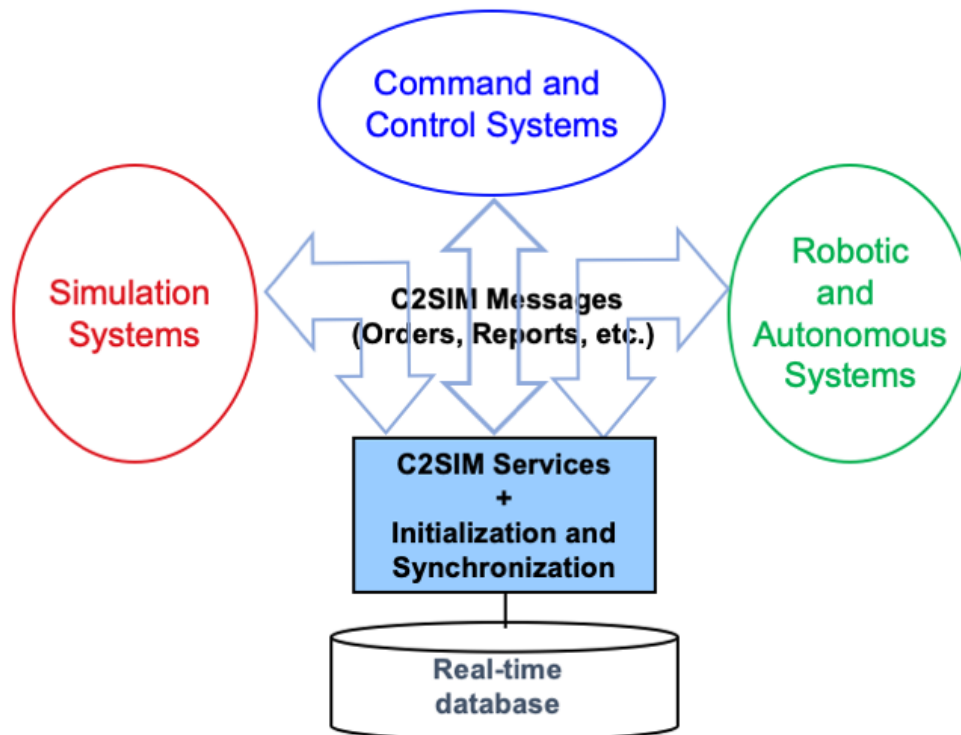 Command and
Control Systems
Simulation
Systems
C2SIM Messages
(Orders, Reports, etc.)
Robotic
and
Autonomous
Systems
C2SIM Services
+
Initialization and
Synchronization
Real-time
database